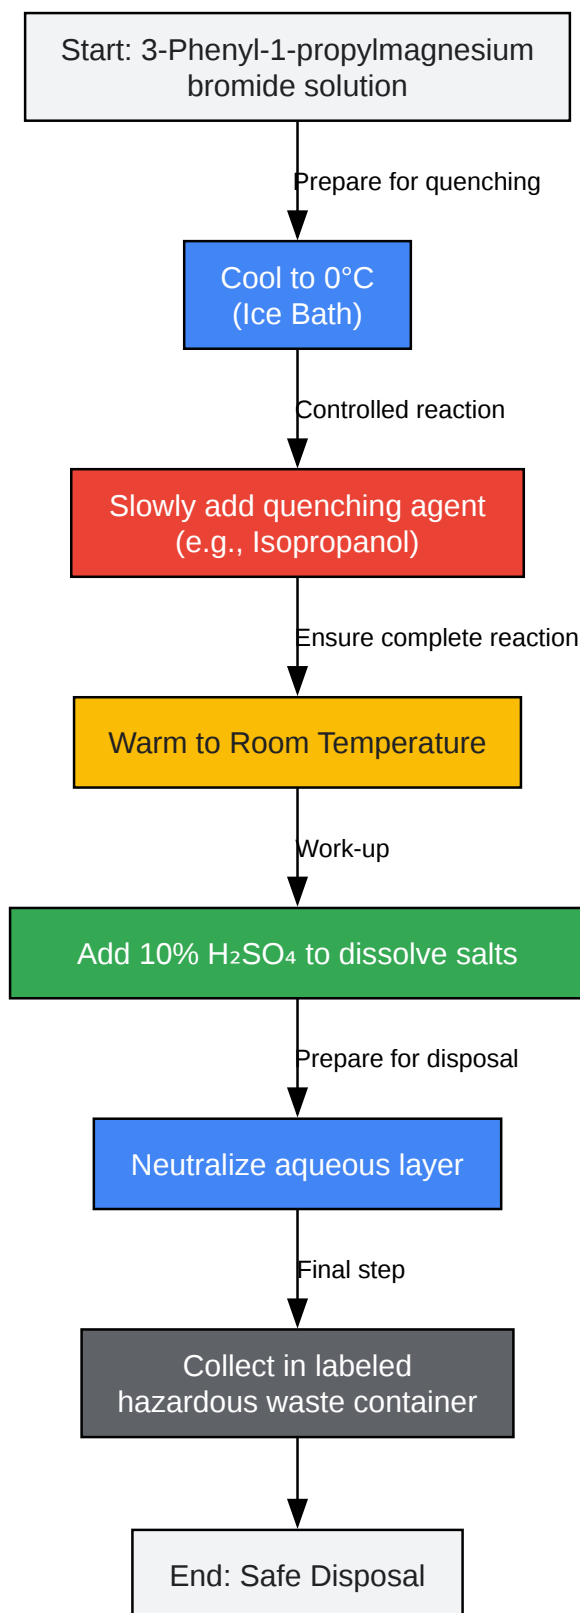 Start: 3-Phenyl-1-propylmagnesium
bromide solution
Prepare for quenching
Cool to 0°C
(Ice Bath)
Controlled reaction
Slowly add quenching agent
(e.g., Isopropanol)
Ensure complete reaction
Warm to Room Temperature
Work-up
Add 10% H₂SO₄ to dissolve salts
Prepare for disposal
Neutralize aqueous layer
Final step
Collect in labeled
hazardous waste container
End: Safe Disposal